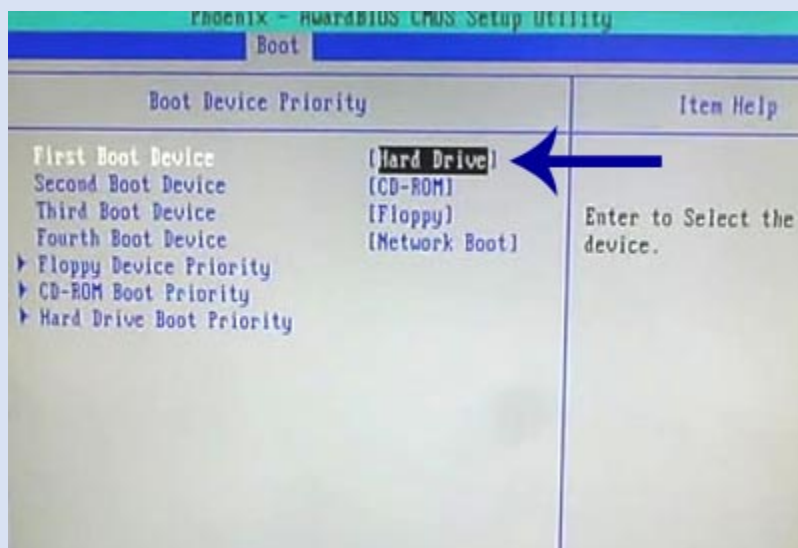 Phoenix - AwardBIOS CMOS Setup Utility
Boot
Boot Device Priority
Item Help
First Boot Device [Hard Drive]
Second Boot Device [CD-ROM]
Third Boot Device [Floppy]
Fourth Boot Device [Network Boot]
Floppy Device Priority
CD-ROM Boot Priority
Hard Drive Boot Priority
Enter to Select the
device.